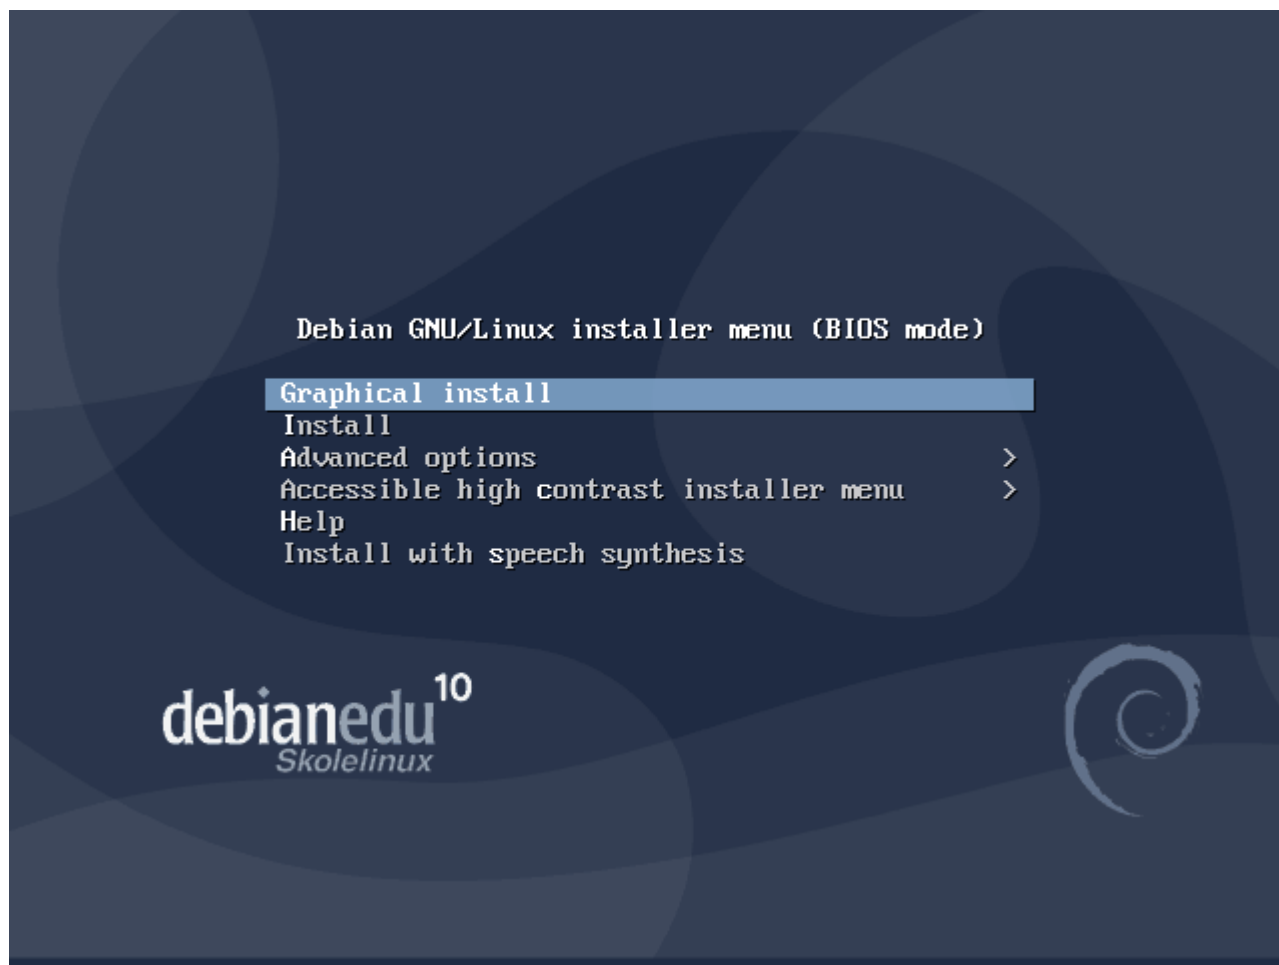 Debian GNU/Linux installer menu (BIOS mode)
Graphical install
Install
Advanced options >
Accessible high contrast installer menu >
Help
Install with speech synthesis
debianedu 10
Skolelinux